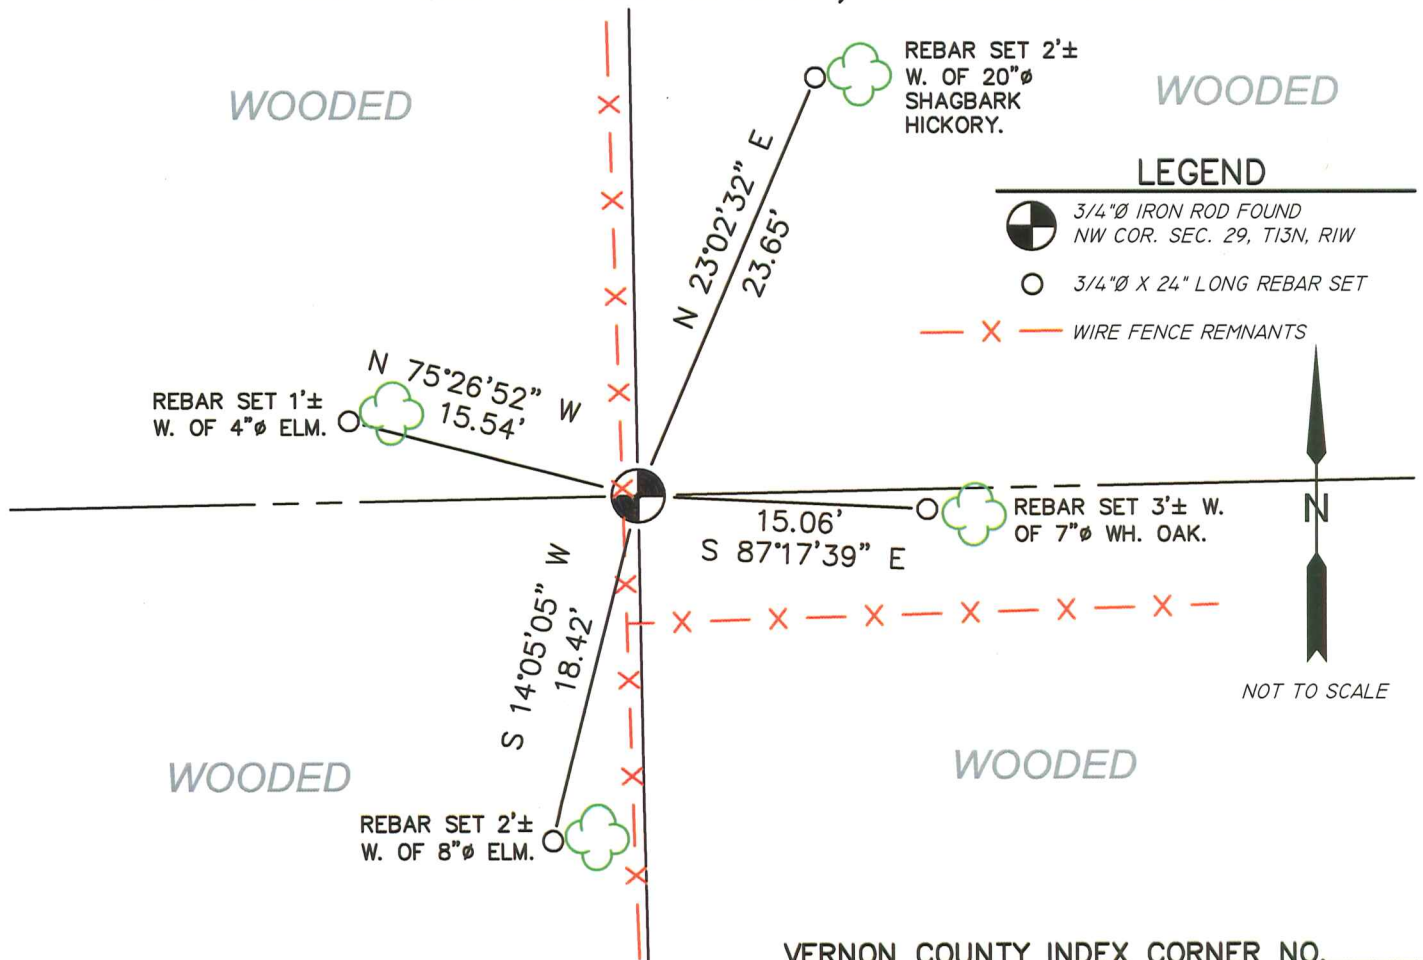 REBAR SET 2'±
W. OF 20"ø
SHAGBARK
HICKORY.
WOODED
WOODED
LEGEND
3/4"Ø IRON ROD FOUND
NW COR. SEC. 29, T13N, R1W
3/4"Ø X 24" LONG REBAR SET
X WIRE FENCE REMNANTS
N 23°02'32" E
23.65'
N 75°26'52" W
15.54'
REBAR SET 1'±
W. OF 4"ø ELM.
15.06'
S 87°17'39" E
REBAR SET 3'± W.
OF 7"ø WH. OAK.
N
NOT TO SCALE
S 14°05'05" W
18.42'
WOODED
WOODED
REBAR SET 2'±
W. OF 8"ø ELM.
VERNON COUNTY INDEX CORNER NO.